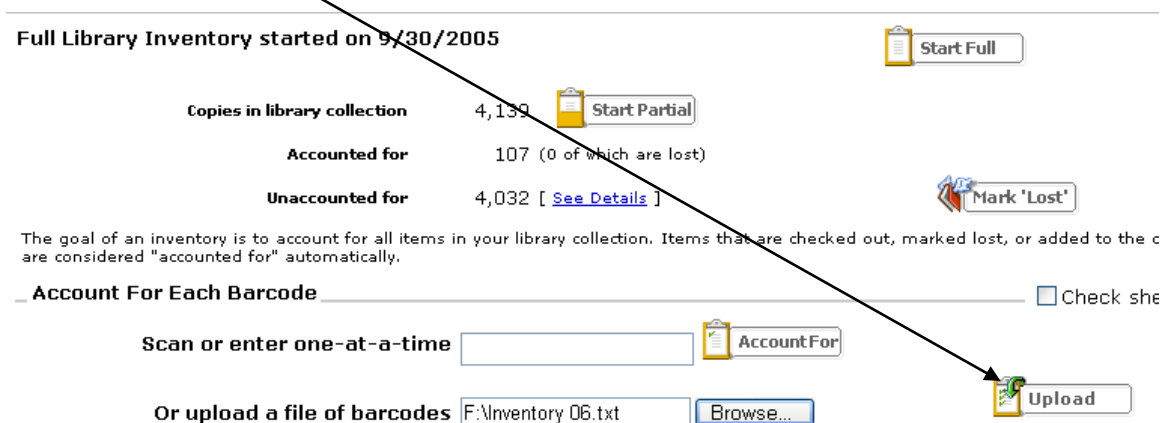 Full Library Inventory started on 9/30/2005
Start Full
Copies in library collection 4,139 Start Partial
Accounted for 107 (0 of which are lost)
Unaccounted for 4,032 [ See Details ] Mark 'Lost'
The goal of an inventory is to account for all items in your library collection. Items that are checked out, marked lost, or added to the
are considered "accounted for" automatically.
Account For Each Barcode Check
Scan or enter one-at-a-time Account For
Or upload a file of barcodes F:\Inventory 06.txt Browse... Upload